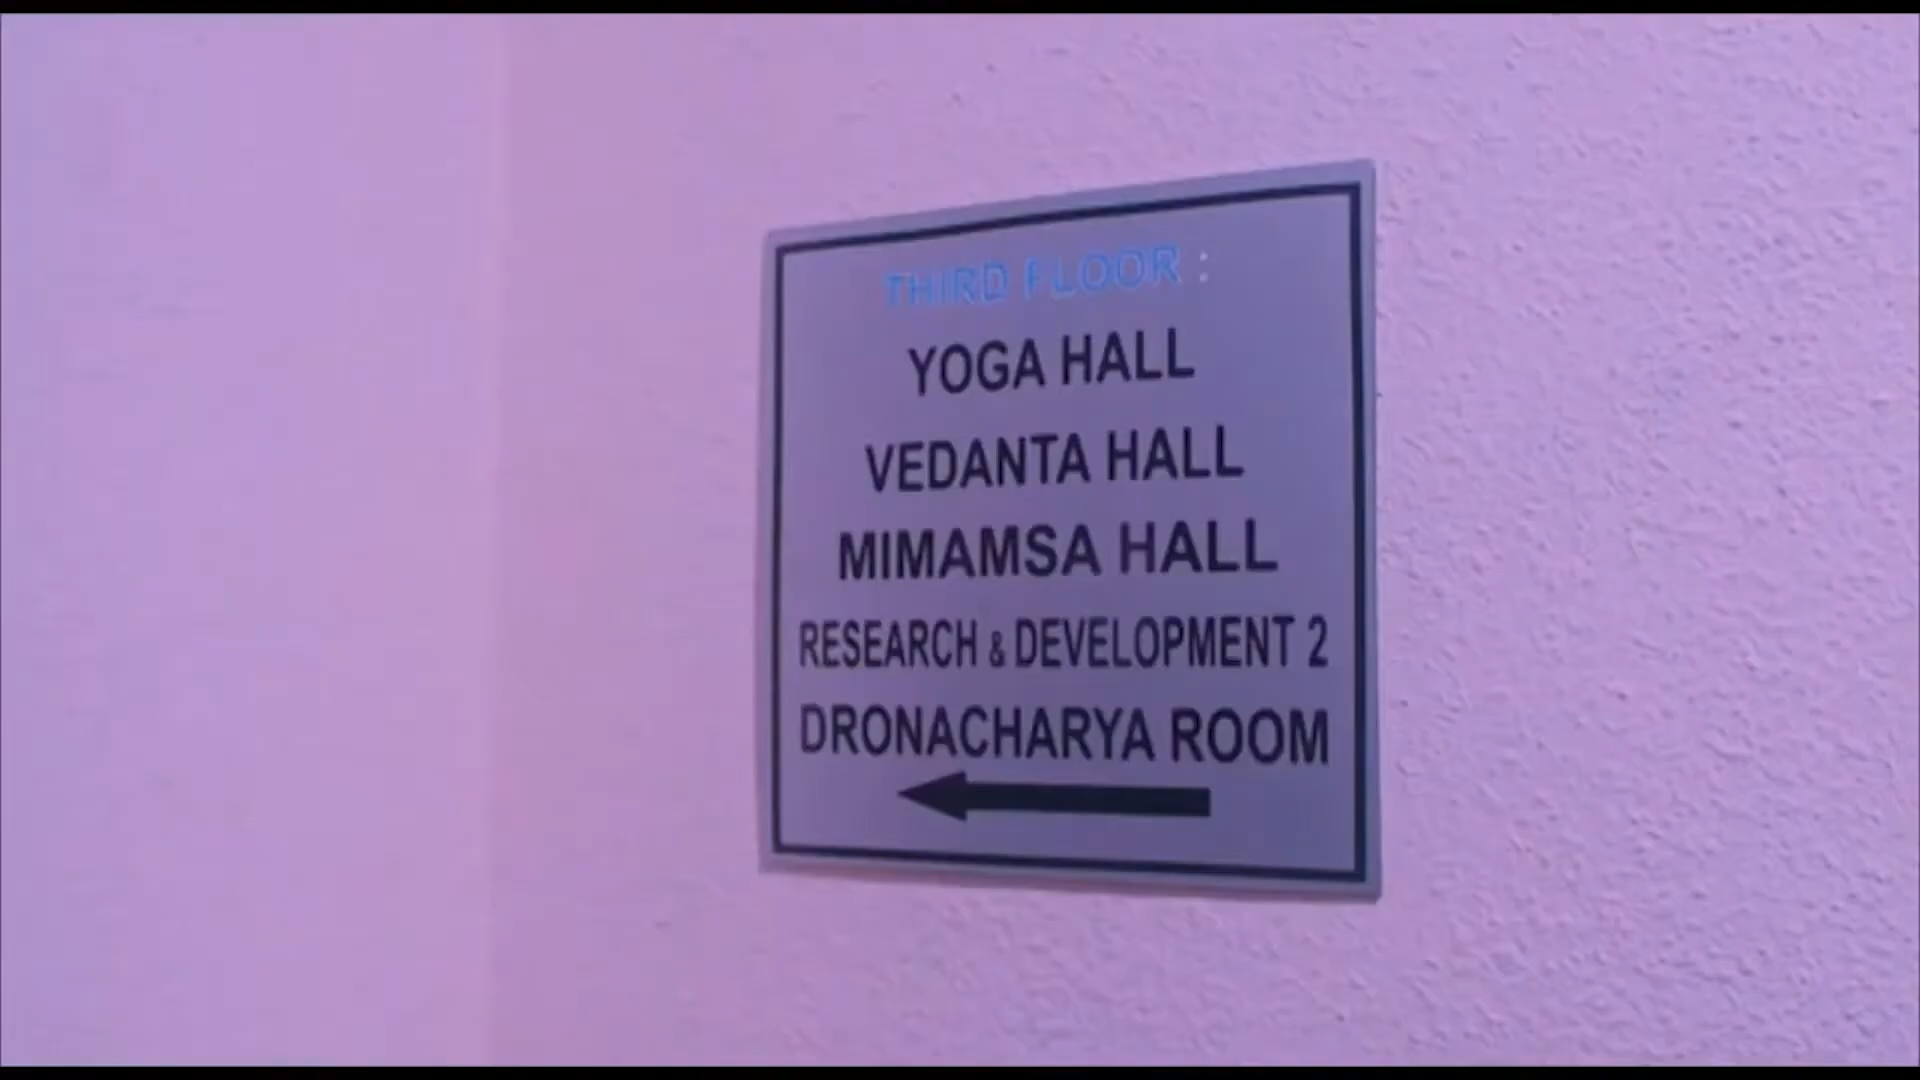 THIRD FLOOR :
YOGA HALL
VEDANTA HALL
MIMAMSA HALL
RESEARCH & DEVELOPMENT 2
DRONACHARYA ROOM